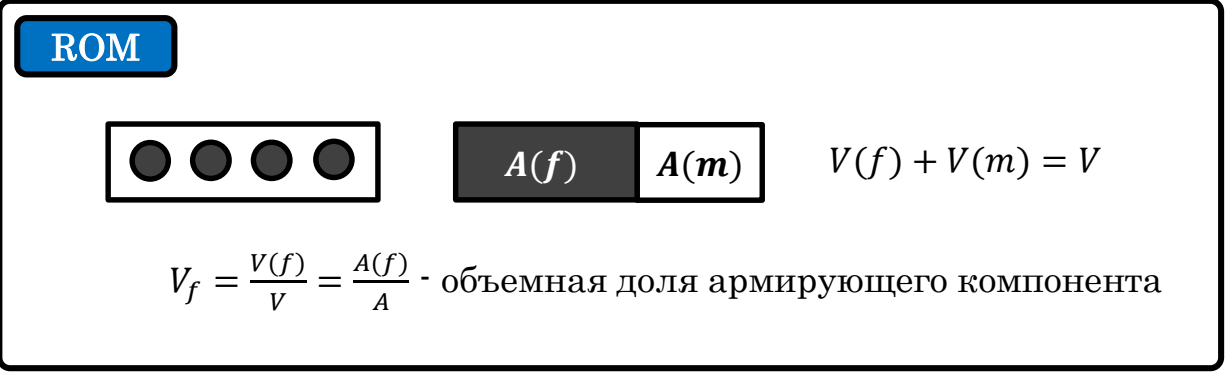 ROM
A(f) A(m) V(f) + V(m) = V
V_f = V(f)/V = A(f)/A - объемная доля армирующего компонента